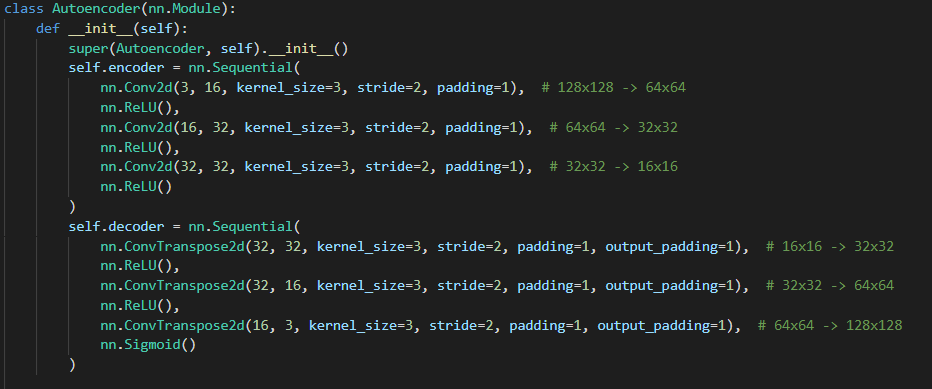 class Autoencoder(nn.Module):
    def __init__(self):
        super(Autoencoder, self).__init__()
        self.encoder = nn.Sequential(
            nn.Conv2d(3, 16, kernel_size=3, stride=2, padding=1),  # 128x128 -> 64x64
            nn.ReLU(),
            nn.Conv2d(16, 32, kernel_size=3, stride=2, padding=1),  # 64x64 -> 32x32
            nn.ReLU(),
            nn.Conv2d(32, 32, kernel_size=3, stride=2, padding=1),  # 32x32 -> 16x16
            nn.ReLU()
        )
        self.decoder = nn.Sequential(
            nn.ConvTranspose2d(32, 32, kernel_size=3, stride=2, padding=1, output_padding=1),  # 16x16 -> 32x32
            nn.ReLU(),
            nn.ConvTranspose2d(32, 16, kernel_size=3, stride=2, padding=1, output_padding=1),  # 32x32 -> 64x64
            nn.ReLU(),
            nn.ConvTranspose2d(16, 3, kernel_size=3, stride=2, padding=1, output_padding=1),  # 64x64 -> 128x128
            nn.Sigmoid()
        )